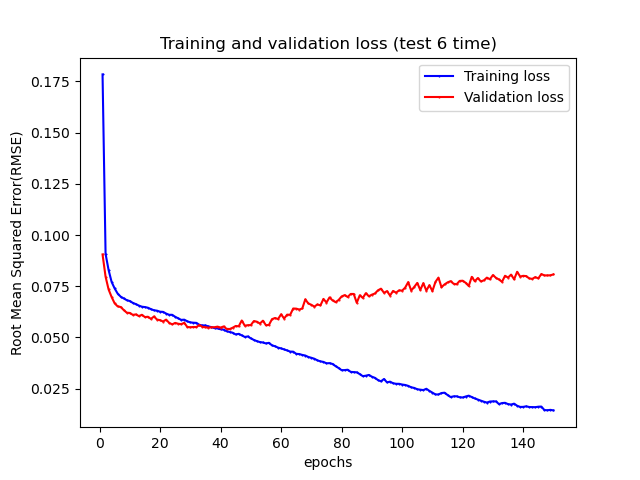 Training and validation loss (test 6 time)
Training loss
Validation loss
Root Mean Squared Error(RMSE)
0.175
0.150
0.125
0.100
0.075
0.050
0.025
0 20 40 60 80 100 120 140
epochs